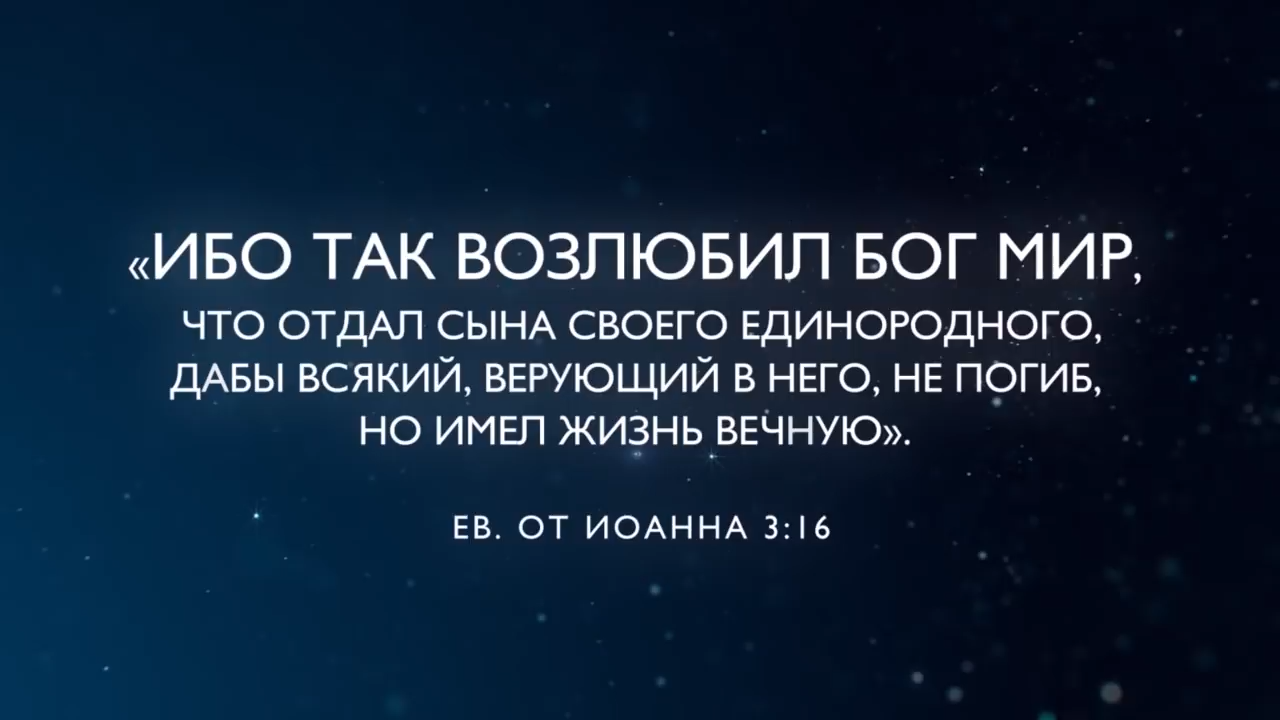 «ИБО ТАК ВОЗЛЮБИЛ БОГ МИР,
ЧТО ОТДАЛ СЫНА СВОЕГО ЕДИНОРОДНОГО,
ДАБЫ ВСЯКИЙ, ВЕРУЮЩИЙ В НЕГО, НЕ ПОГИБ,
НО ИМЕЛ ЖИЗНЬ ВЕЧНУЮ».
ЕВ. ОТ ИОАННА 3:16